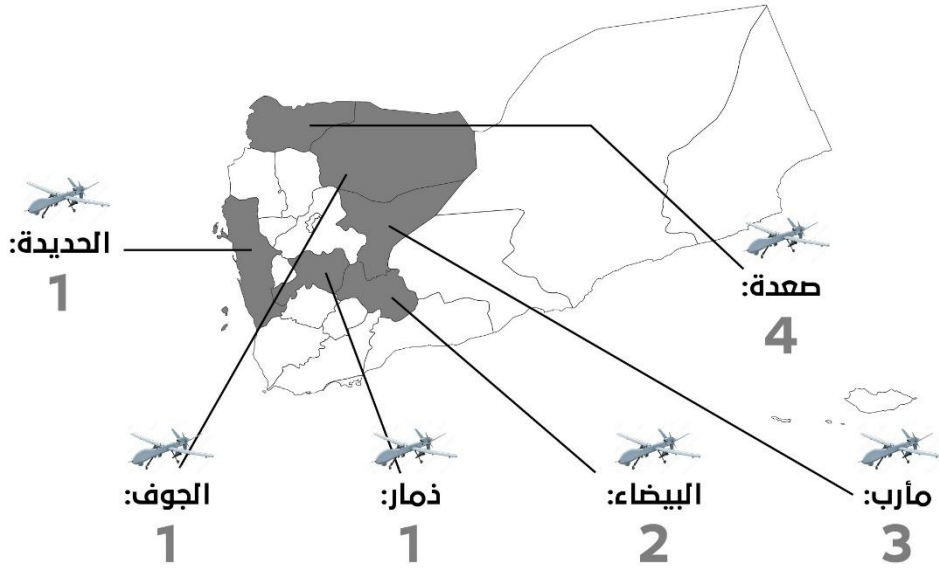 الحديدة:
1
صعدة:
4
مأرب:
3
البيضاء:
2
ذمار:
1
الجوف:
1